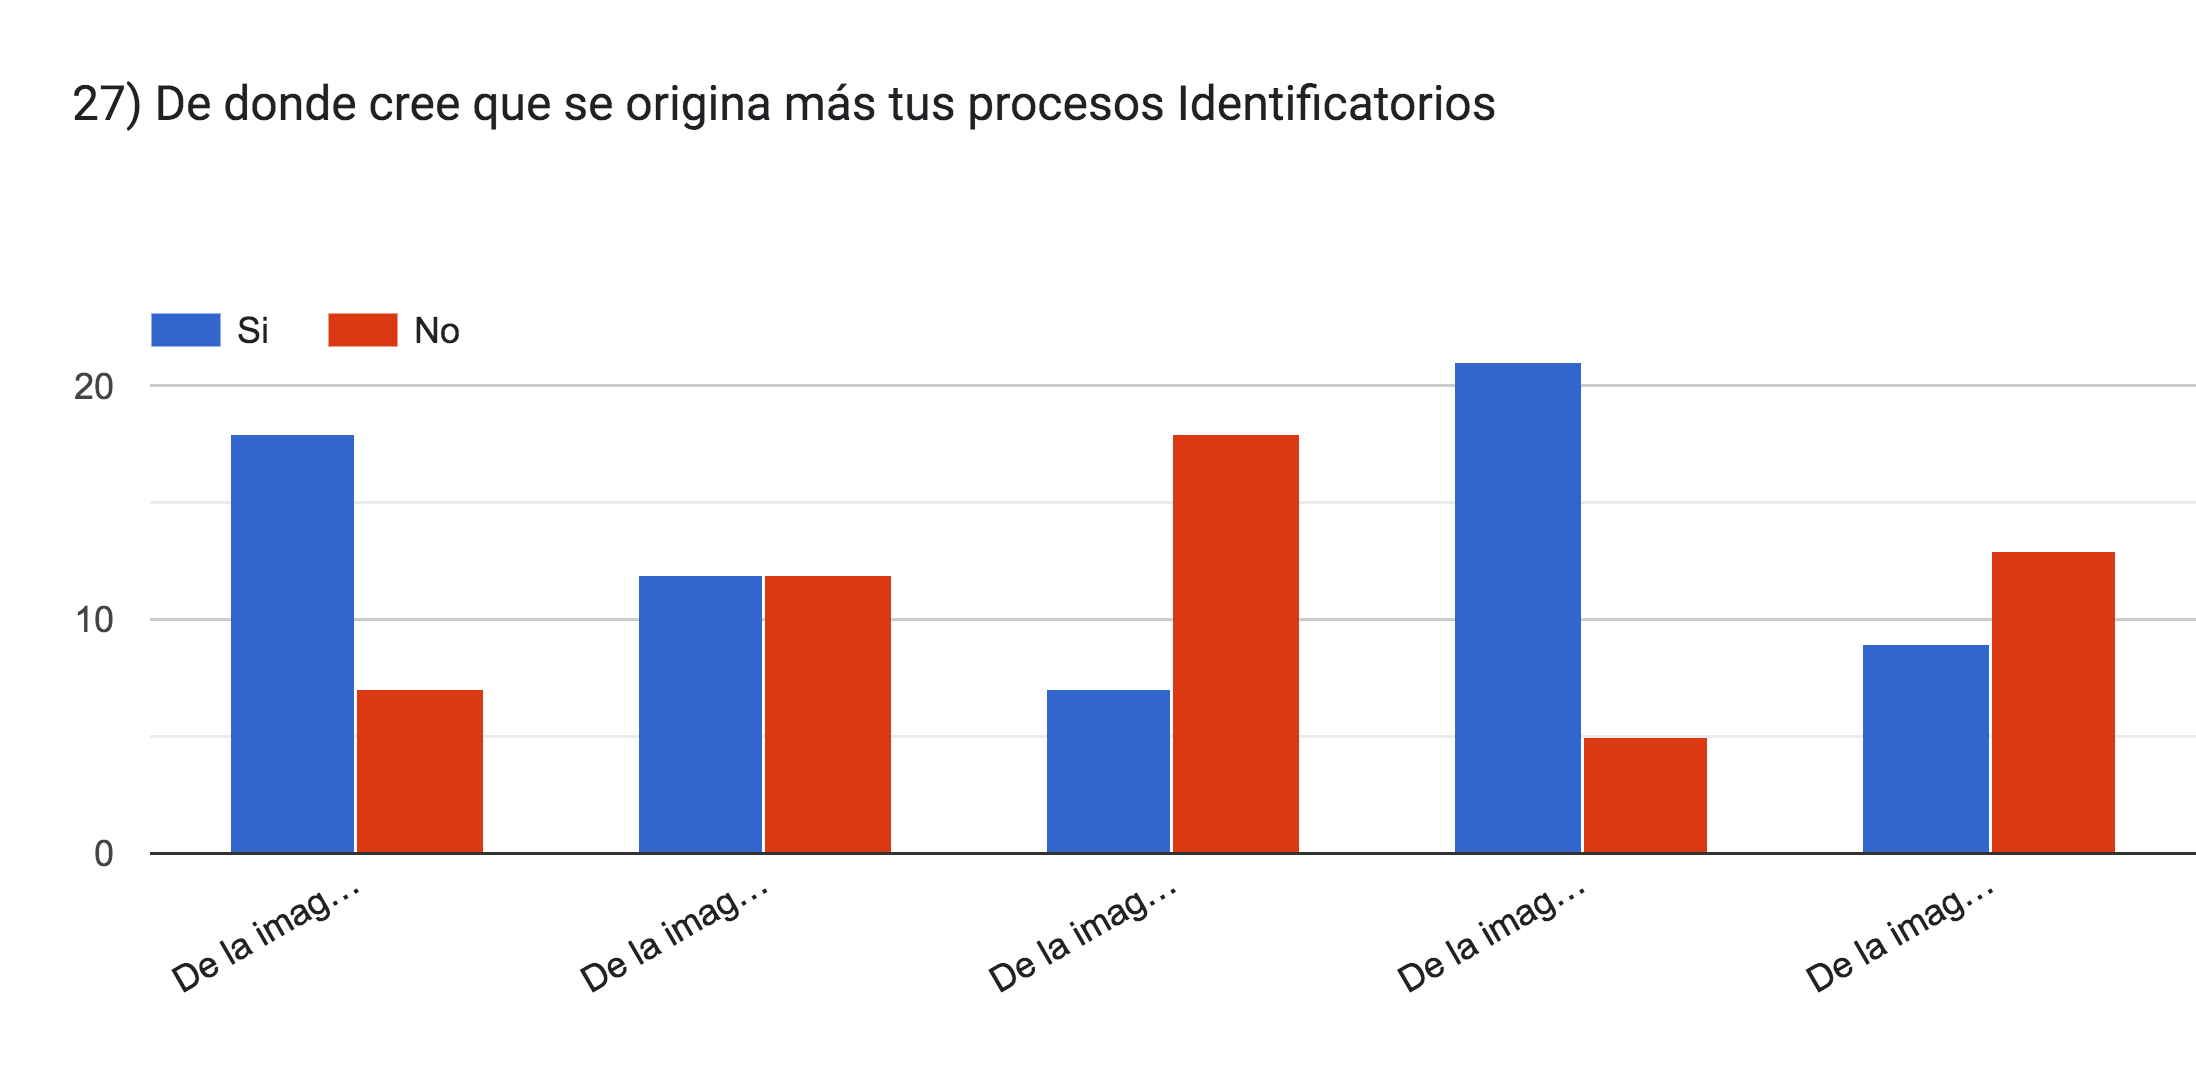 27) De donde cree que se origina más tus procesos Identificatorios
Si No
20
10
0
De la imag... De la imag... De la imag... De la imag... De la imag...